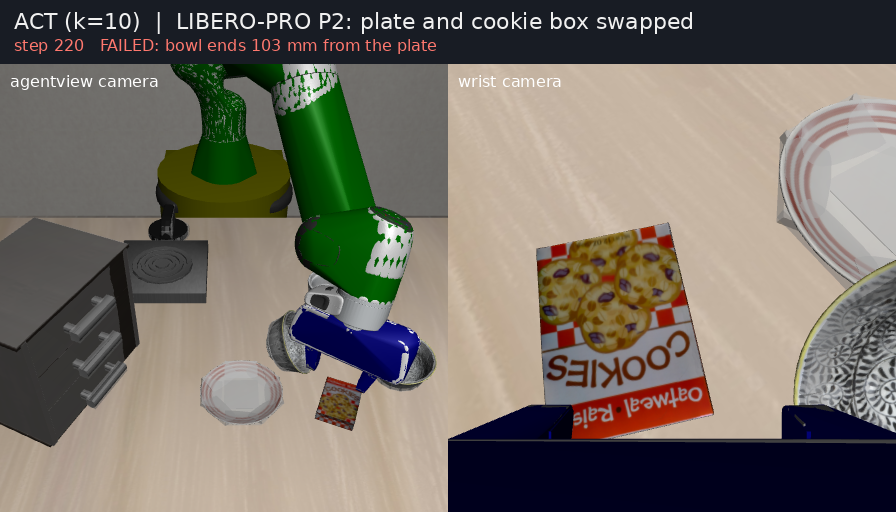 ACT (k=10)  |  LIBERO-PRO P2: plate and cookie box swapped
step 220   FAILED: bowl ends 103 mm from the plate
agentview camera
wrist camera
COOKIES
Oatmeal Rais